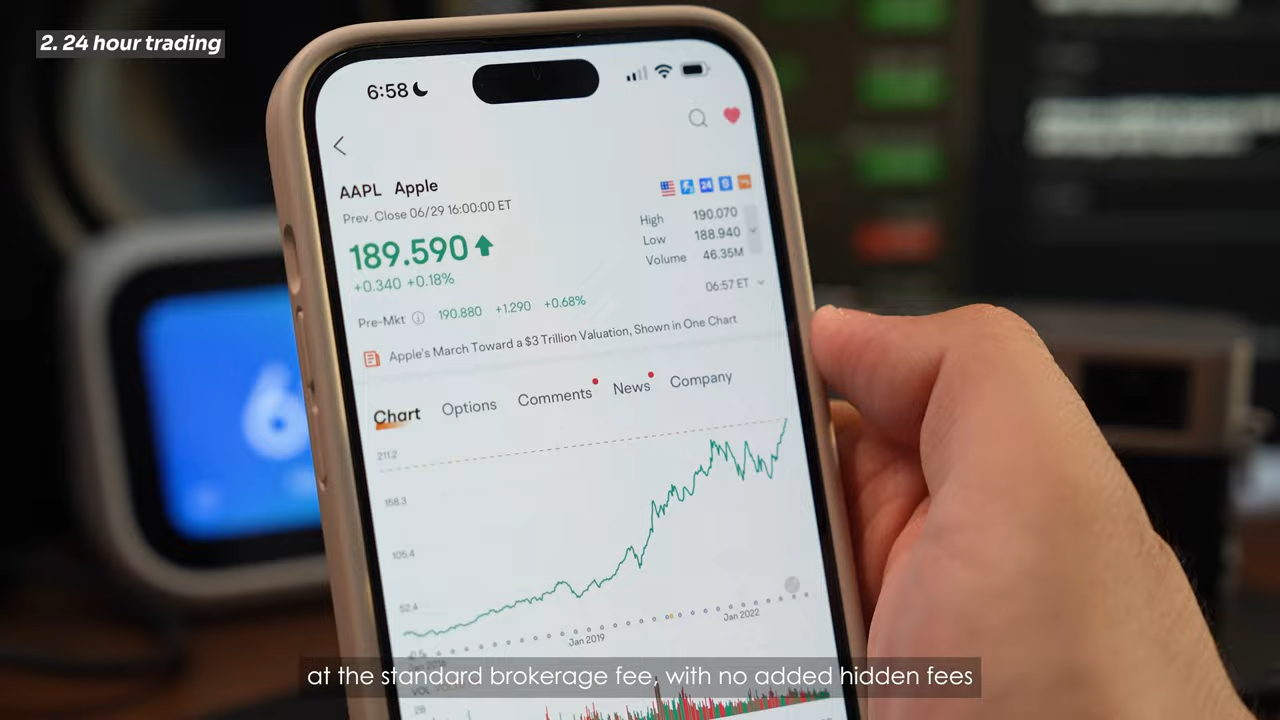 2. 24 hour trading
6:58
AAPL Apple
Prev. Close 06/29 16:00:00 ET
189.590
+0.340 +0.18%
High 190.070
Low 188.940
Volume 46.35M
Pre-Mkt 190.880 +1.290 +0.68%
06:57 ET
Apple's March Toward a $3 Trillion Valuation, Shown in One Chart
Chart Options Comments News Company
211.2
158.3
105.4
52.4
Jan 2019
Jan 2022
at the standard brokerage fee, with no added hidden fees
VOL
2B
24
6